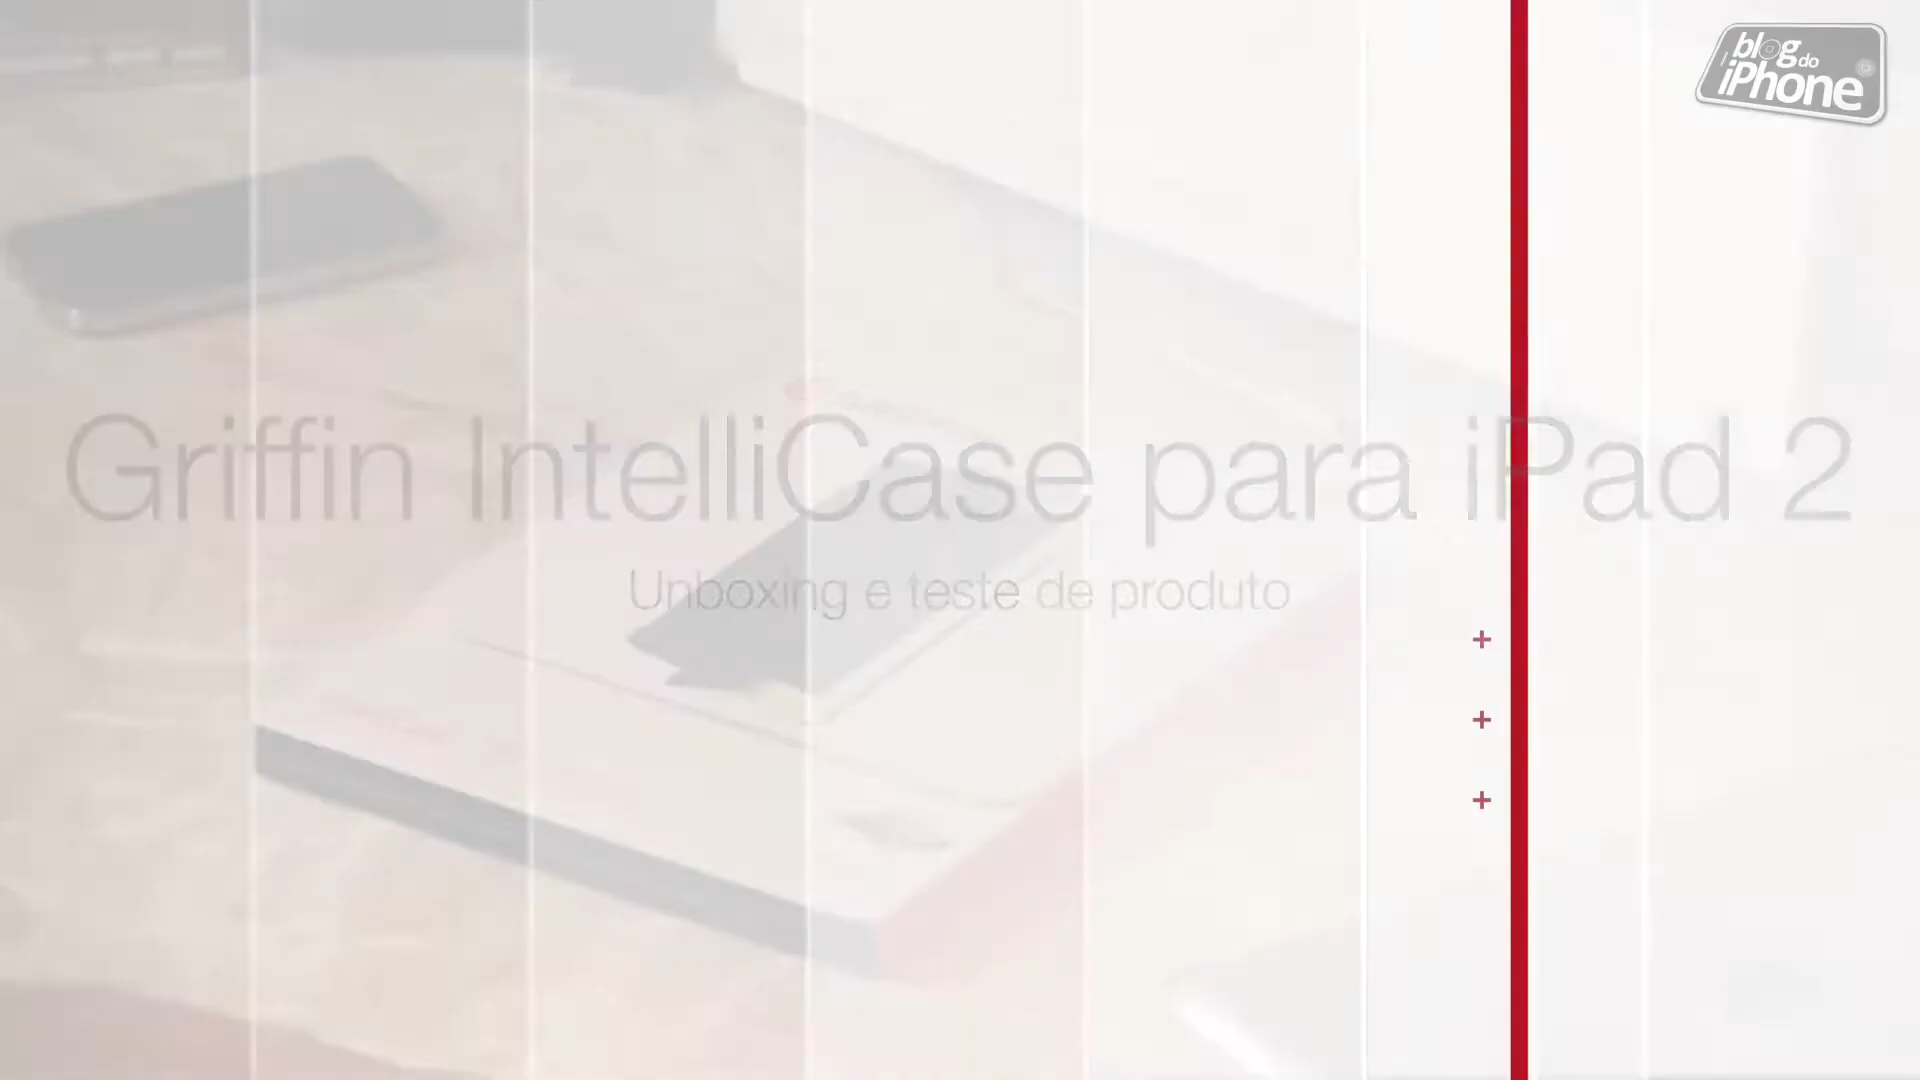 blog do
iPhone
Griffin IntelliCase para iPad 2
Unboxing e teste de produto